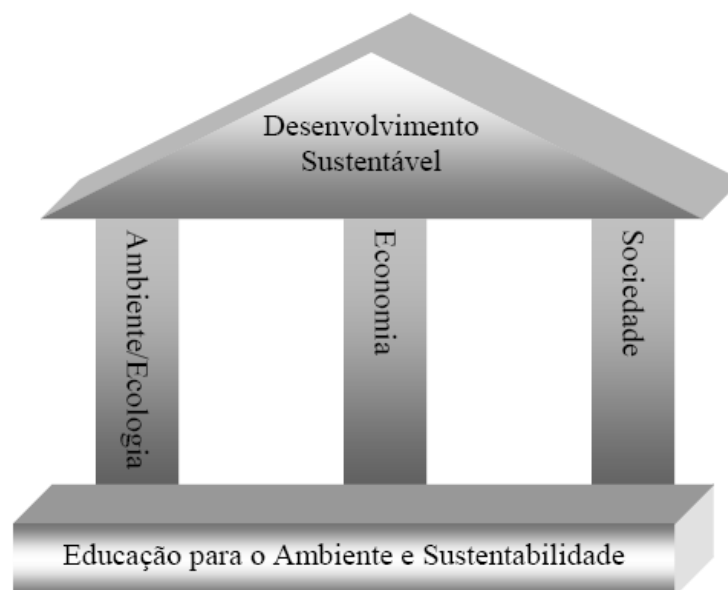 Desenvolvimento
Sustentável
Ambiente/Ecologia
Economia
Sociedade
Educação para o Ambiente e Sustentabilidade